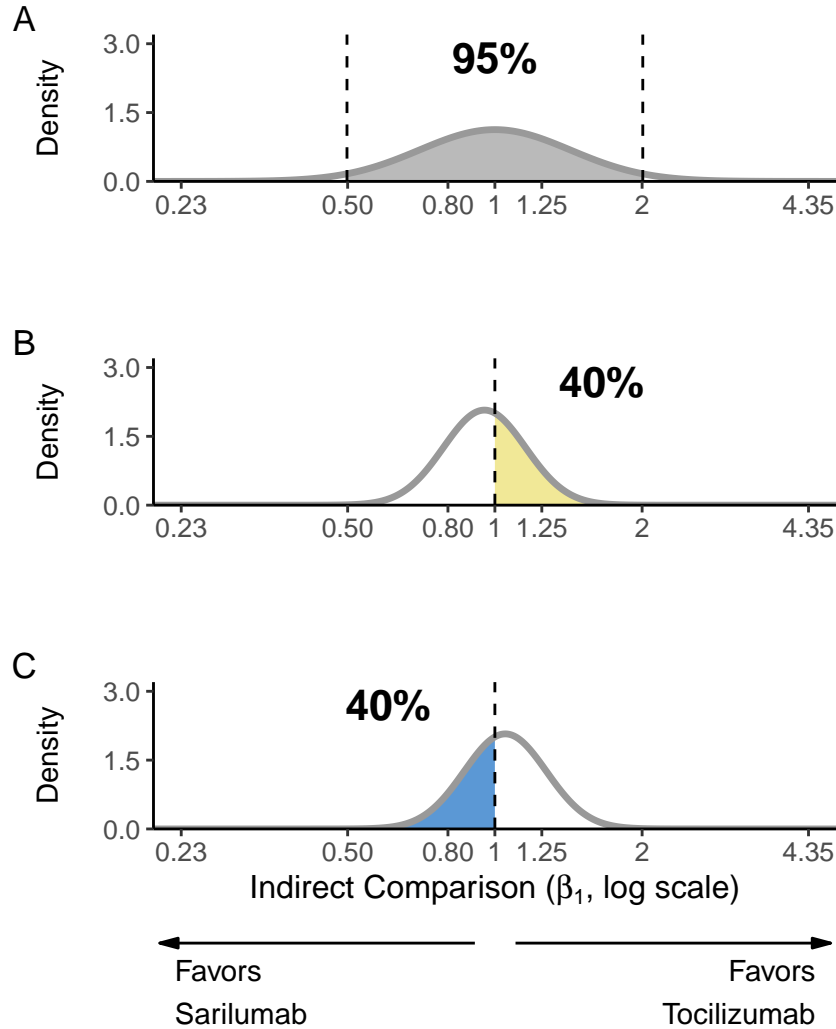 A
Density
3.0
1.5
0.0
95%
0.23 0.50 0.80 1 1.25 2 4.35
B
Density
3.0
1.5
0.0
40%
0.23 0.50 0.80 1 1.25 2 4.35
C
Density
3.0
1.5
0.0
40%
0.23 0.50 0.80 1 1.25 2 4.35
Indirect Comparison (β₁, log scale)
Favors
Sarilumab
Favors
Tocilizumab